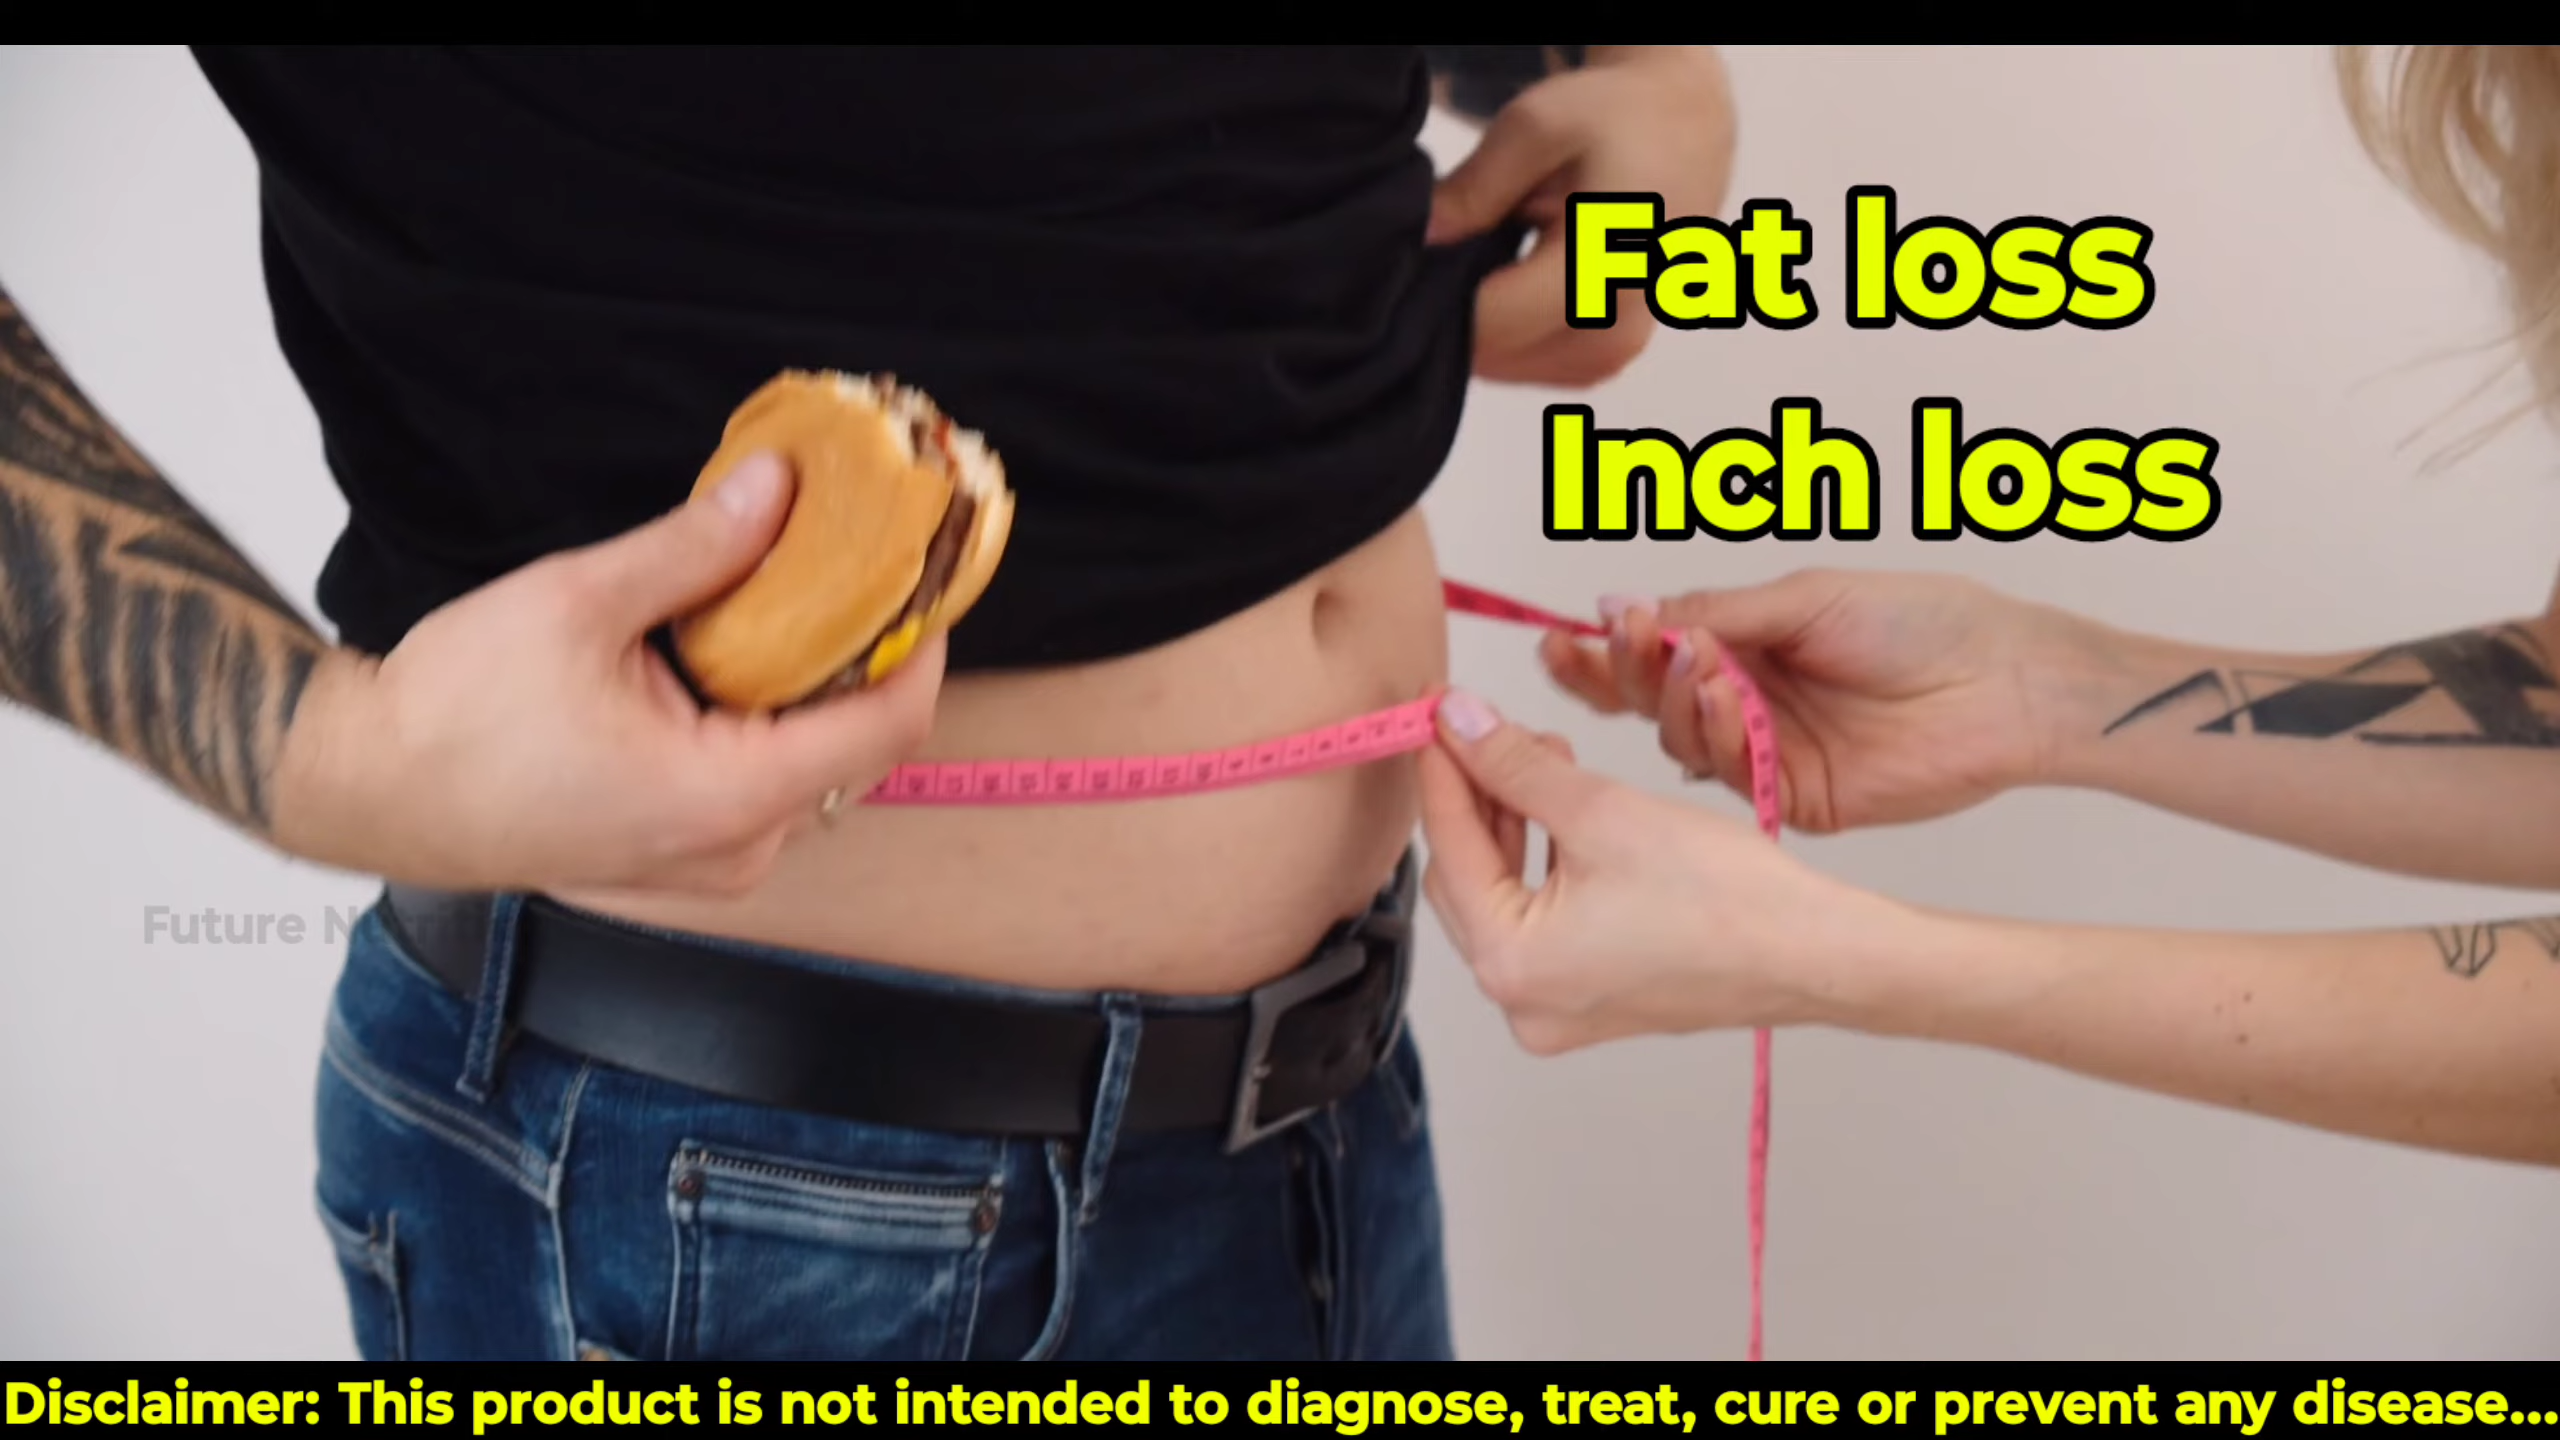 Fat loss
Inch loss
Future
Disclaimer: This product is not intended to diagnose, treat, cure or prevent any disease...